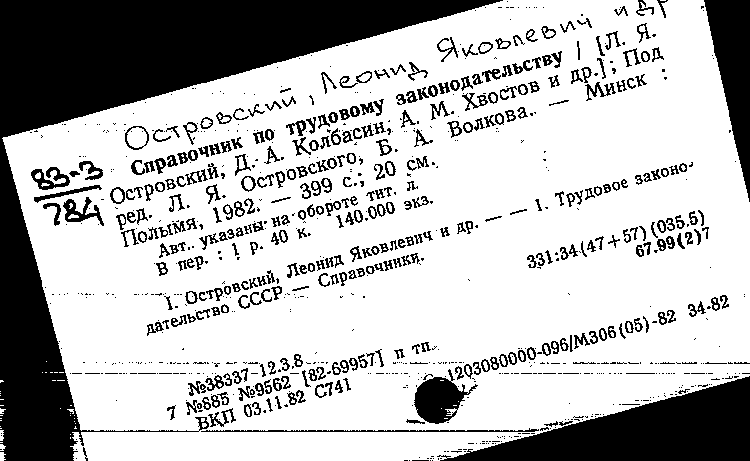 Островский, Леонид Яковлевич и др
83-3
784
Справочник по трудовому законодательству / [Л. Я.
Островский, Д. А. Колбасин, А. М. Хвостов и др.]; Под
ред. Л. Я. Островского, Б. А. Волкова. — Минск :
Полымя, 1982. — 399 с.; 20 см.
Авт. указаны на обороте тит. л.
В пер. : 1 р. 40 к. 140.000 экз.
1. Островский, Леонид Яковлевич и др. — — 1. Трудовое законо-
дательство СССР — Справочники.
331:34(47+57)(035.5)
67.99(2)7
№38337 12.3.8
7 №885 №9562 [82-69957] п тп
ВКП 03.11.82 С741
1203080000-096/М306(05)-82 34-82